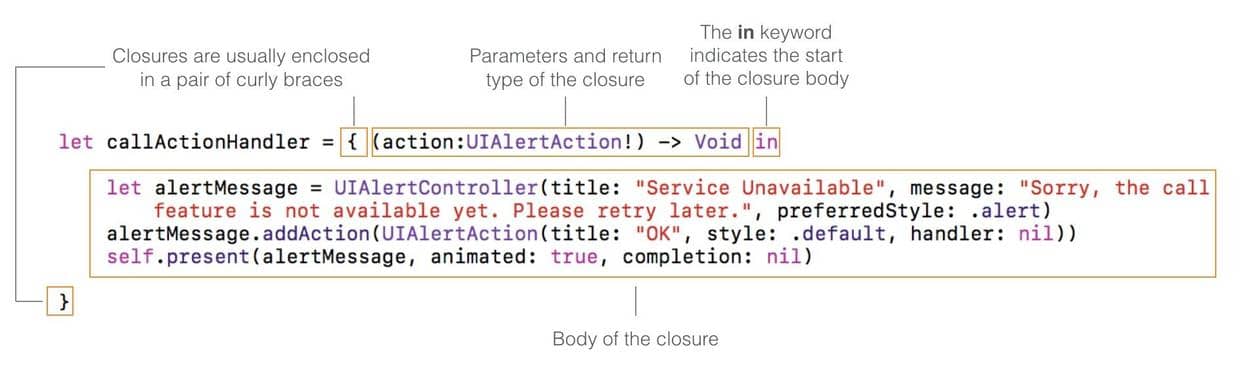 Closures are usually enclosed
in a pair of curly braces
Parameters and return
type of the closure
The in keyword
indicates the start
of the closure body
let callActionHandler = { (action:UIAlertAction!) -> Void in
let alertMessage = UIAlertController(title: "Service Unavailable", message: "Sorry, the call
feature is not available yet. Please retry later.", preferredStyle: .alert)
alertMessage.addAction(UIAlertAction(title: "OK", style: .default, handler: nil))
self.present(alertMessage, animated: true, completion: nil)
}
Body of the closure